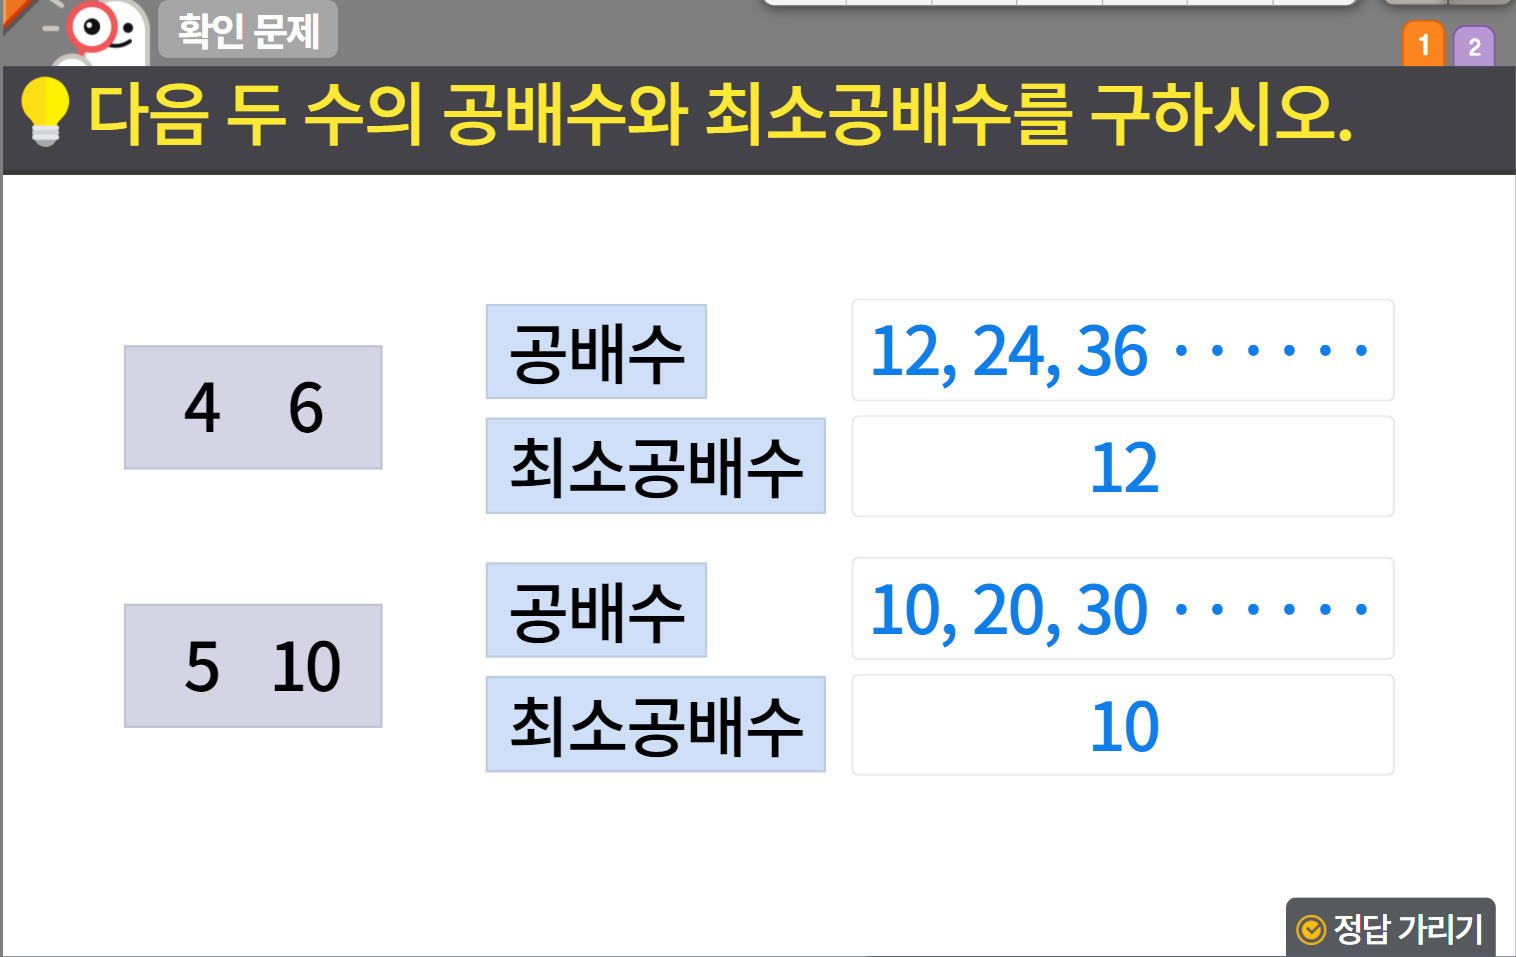 확인 문제
1 2
다음 두 수의 공배수와 최소공배수를 구하시오.
4 6
공배수 12, 24, 36 ······
최소공배수 12
5 10
공배수 10, 20, 30 ······
최소공배수 10
정답 가리기